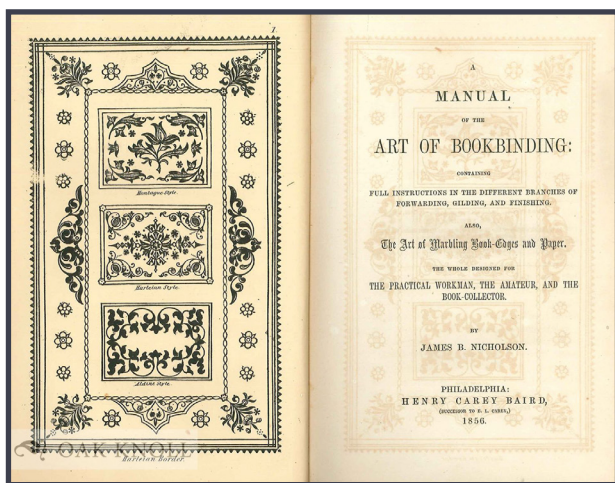 I.
Montague Style.
Harleian Style.
Aldine Style.
Harleian Border.
OAK KNOLL
A
MANUAL
OF THE
ART OF BOOKBINDING:
CONTAINING
FULL INSTRUCTIONS IN THE DIFFERENT BRANCHES OF
FORWARDING, GILDING, AND FINISHING.
ALSO,
The Art of Marbling Book-Edges and Paper.
THE WHOLE DESIGNED FOR
THE PRACTICAL WORKMAN, THE AMATEUR, AND THE
BOOK-COLLECTOR.
BY
JAMES B. NICHOLSON.
PHILADELPHIA:
HENRY CAREY BAIRD,
(SUCCESSOR TO E. L. CAREY,)
1856.